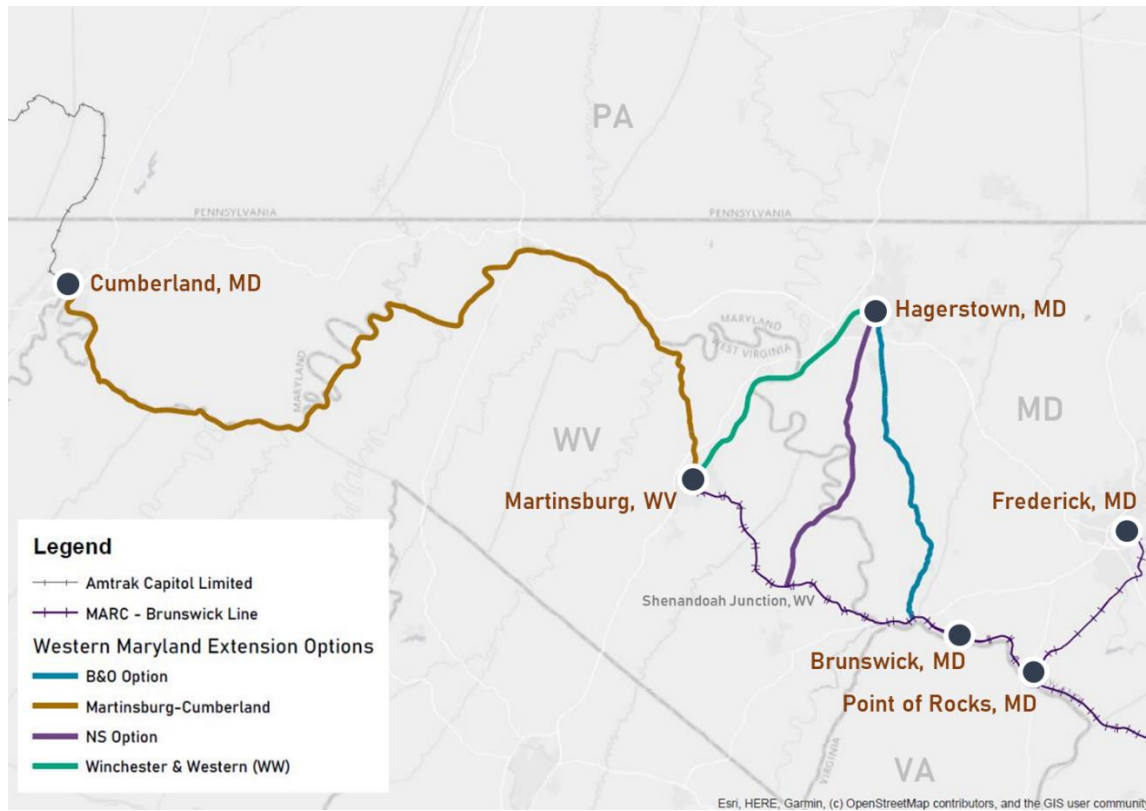 PA
PENNSYLVANIA
PENNSYLVANIA
Cumberland, MD
Hagerstown, MD
MARYLAND
WEST VIRGINIA
MARYLAND
WV
MD
Martinsburg, WV
Frederick, MD
Shenandoah Junction, WV
Brunswick, MD
Point of Rocks, MD
VIRGINIA
VA
Legend
Amtrak Capitol Limited
MARC - Brunswick Line
Western Maryland Extension Options
B&O Option
Martinsburg-Cumberland
NS Option
Winchester & Western (WW)
Esri, HERE, Garmin, (c) OpenStreetMap contributors, and the GIS user community